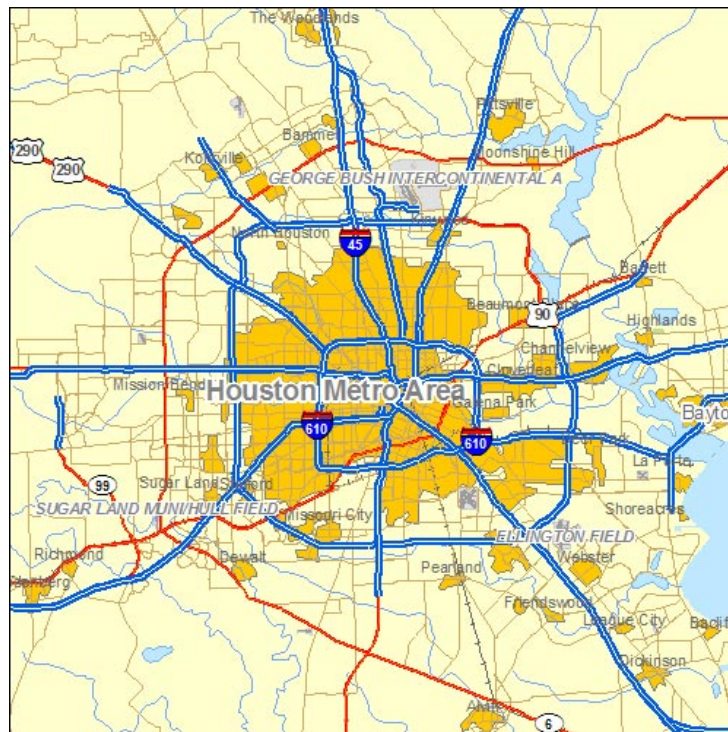 The Woodlands
Pittsville
290
Bammel
290
Moonshine Hill
Kohrville
GEORGE BUSH INTERCONTINENTAL A
North Houston
45
Barrett
Beaumont Place
90
Highlands
Channelview
Cloverleaf
Mission Bend
Houston Metro Area
Galena Park
Bayto
610
610
La Porte
99
Sugar Land
Stafford
SUGAR LAND MUNI/HULL FIELD
Missouri City
Shoreacres
ELLINGTON FIELD
Richmond
Dewalt
Webster
Pearland
Friendswood
League City
Dickinson
6